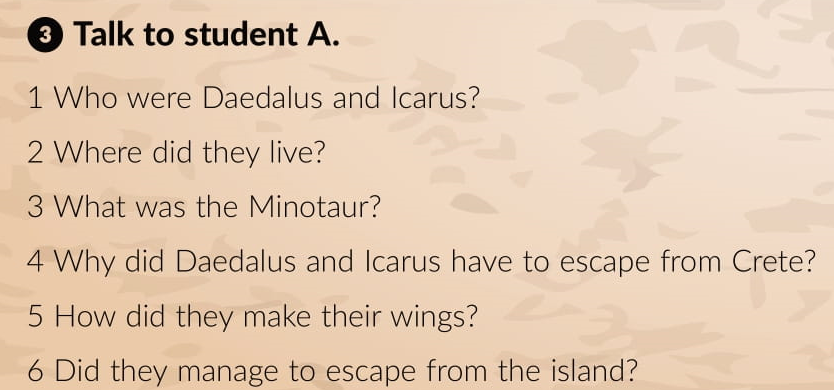 3 Talk to student A.
1 Who were Daedalus and Icarus?
2 Where did they live?
3 What was the Minotaur?
4 Why did Daedalus and Icarus have to escape from Crete?
5 How did they make their wings?
6 Did they manage to escape from the island?